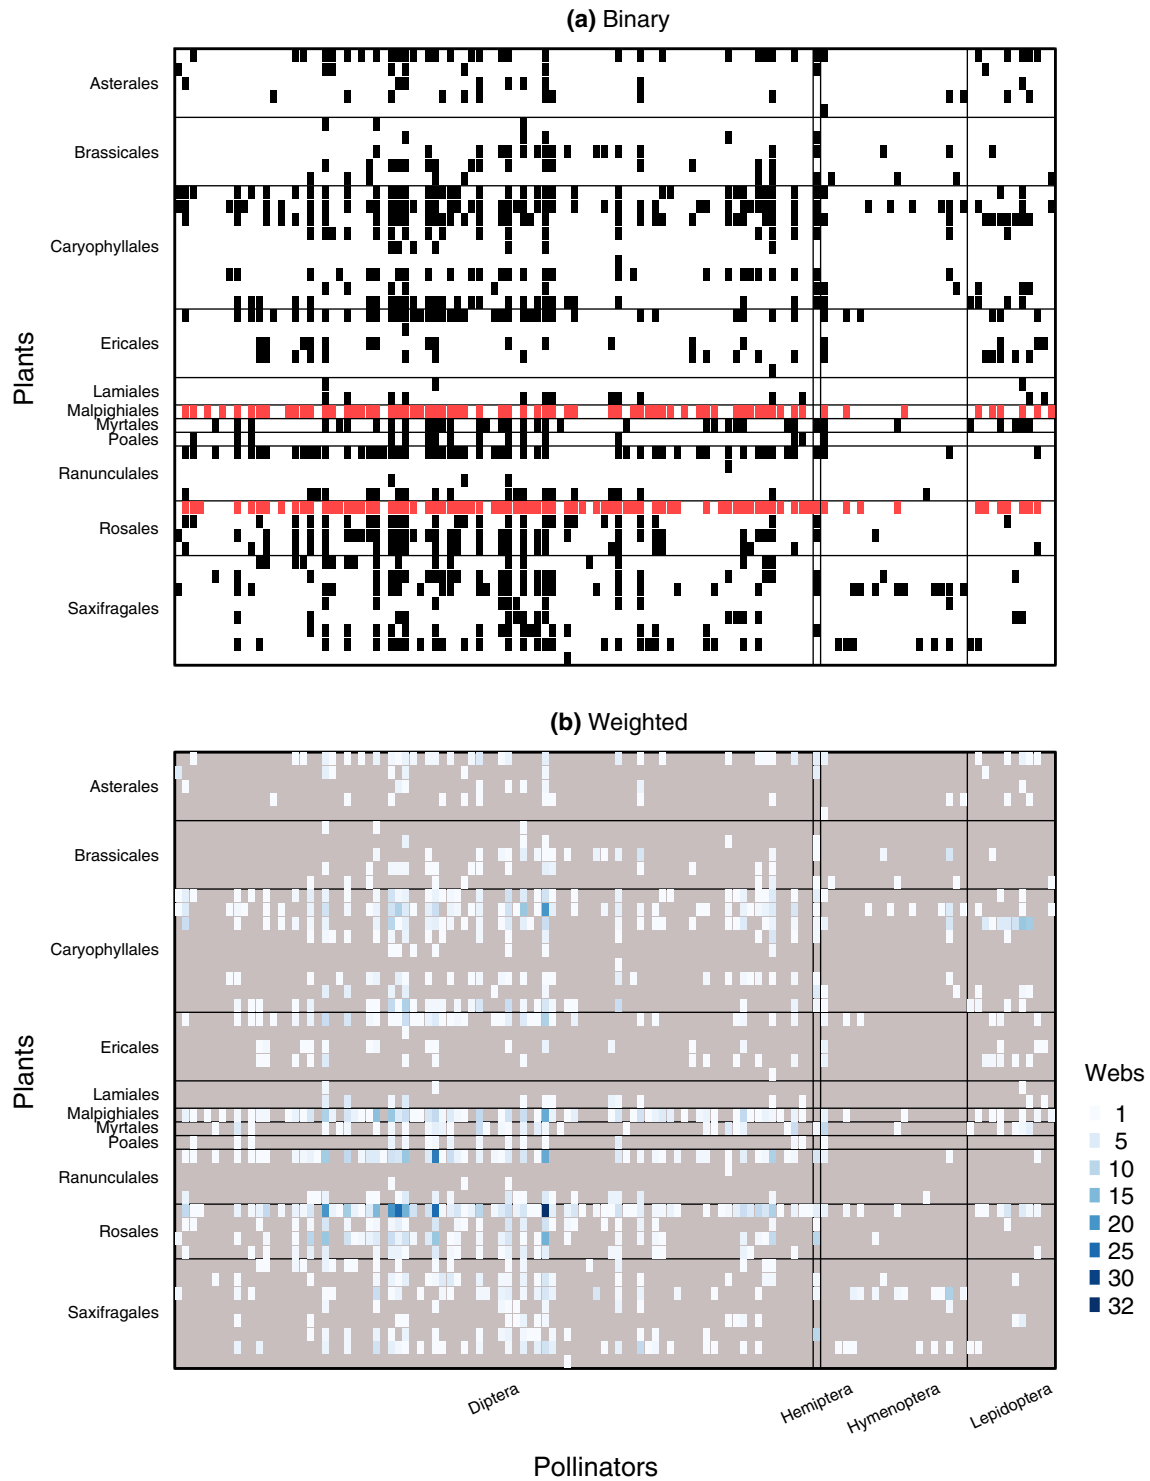 (a) Binary
Plants
Asterales
Brassicales
Caryophyllales
Ericales
Lamiales
Malpighiales
Myrtales
Poales
Ranunculales
Rosales
Saxifragales
(b) Weighted
Plants
Asterales
Brassicales
Caryophyllales
Ericales
Lamiales
Malpighiales
Myrtales
Poales
Ranunculales
Rosales
Saxifragales
Webs
1
5
10
15
20
25
30
32
Diptera
Hemiptera
Hymenoptera
Lepidoptera
Pollinators